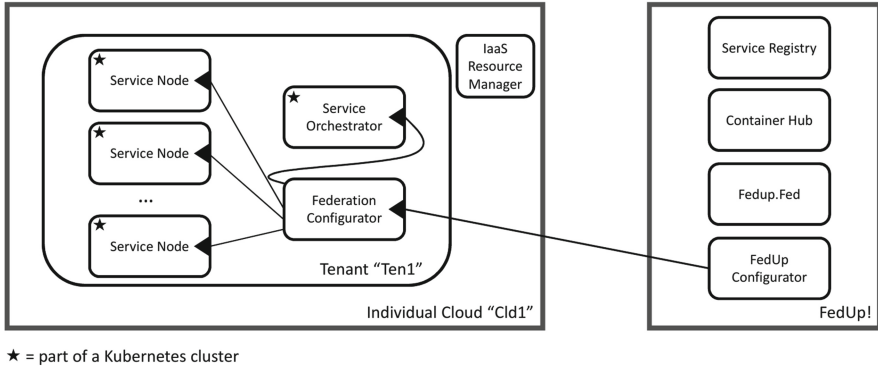 Service Node
Service Node
...
Service Node
Service
Orchestrator
Federation
Configurator
Tenant “Ten1”
IaaS
Resource
Manager
Individual Cloud “Cld1”
Service Registry
Container Hub
Fedup.Fed
FedUp
Configurator
FedUp!
★ = part of a Kubernetes cluster